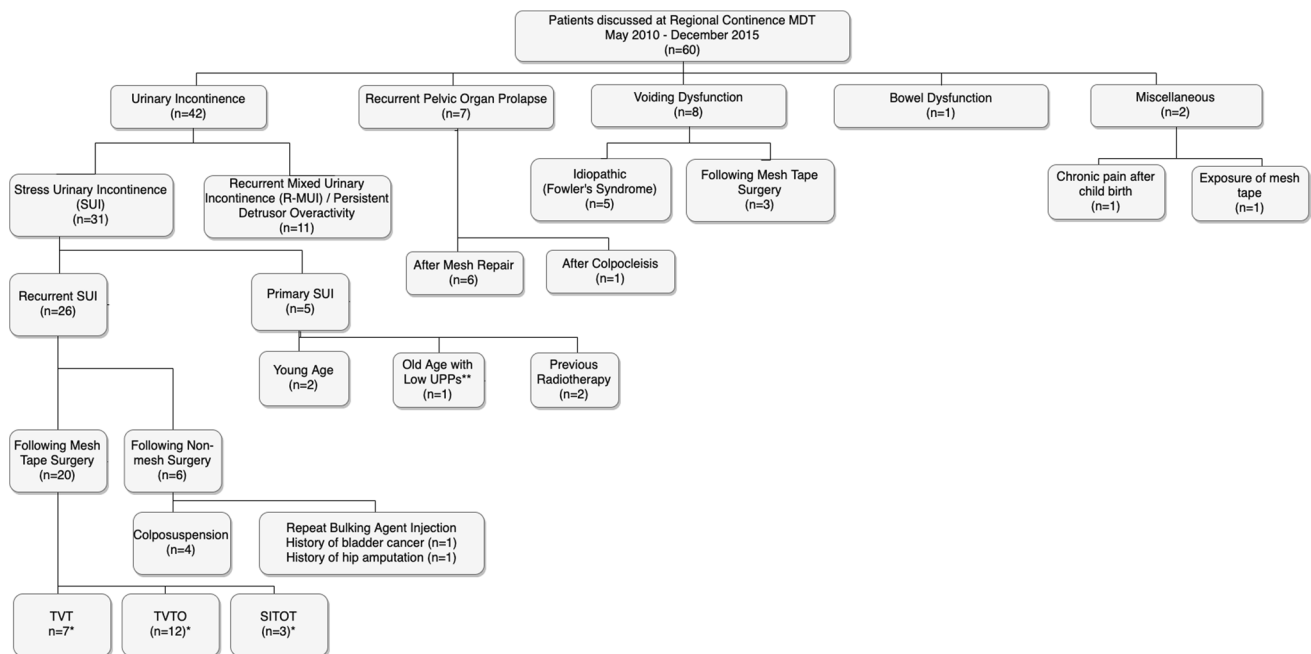 Patients discussed at Regional Continence MDT
May 2010 - December 2015
(n=60)
Urinary Incontinence
(n=42)
Recurrent Pelvic Organ Prolapse
(n=7)
Voiding Dysfunction
(n=8)
Bowel Dysfunction
(n=1)
Miscellaneous
(n=2)
Stress Urinary Incontinence
(SUI)
(n=31)
Recurrent Mixed Urinary
Incontinence (R-MUI) / Persistent
Detrusor Overactivity
(n=11)
Idiopathic
(Fowler's Syndrome)
(n=5)
Following Mesh Tape
Surgery
(n=3)
Chronic pain after
child birth
(n=1)
Exposure of mesh
tape
(n=1)
After Mesh Repair
(n=6)
After Colpocleisis
(n=1)
Recurrent SUI
(n=26)
Primary SUI
(n=5)
Young Age
(n=2)
Old Age with
Low UPPs**
(n=1)
Previous
Radiotherapy
(n=2)
Following Mesh
Tape Surgery
(n=20)
Following Non-
mesh Surgery
(n=6)
Colposuspension
(n=4)
Repeat Bulking Agent Injection
History of bladder cancer (n=1)
History of hip amputation (n=1)
TVT
n=7*
TVTO
(n=12)*
SITOT
(n=3)*